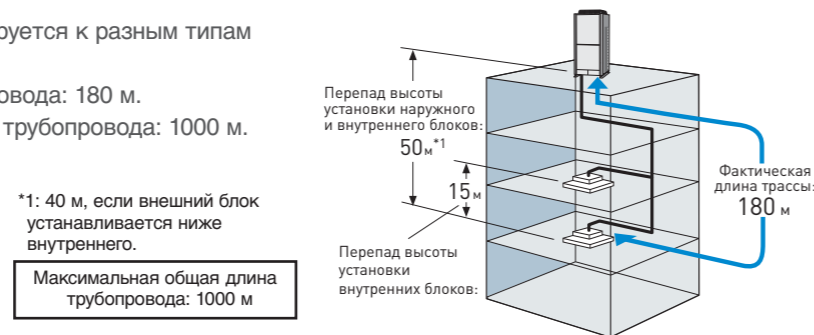 руется к разным типам
овода: 180 м.
трубопровода: 1000 м.
*1: 40 м, если внешний блок
устанавливается ниже
внутреннего.
Максимальная общая длина
трубопровода: 1000 м
Перепад высоты
установки наружного
и внутреннего блоков:
50м*1
15м
Перепад высоты
установки
внутренних блоков:
Фактическая
длина трассы:
180 м